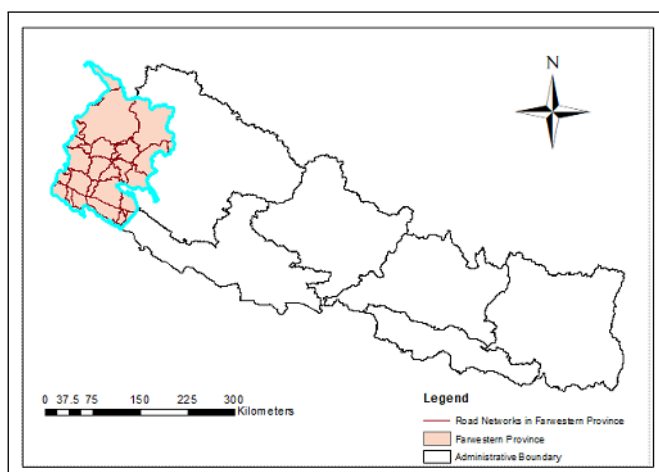 N
0 37.5 75 150 225 300
Kilometers
Legend
Road Networks in Farwestern Province
Farwestern Province
Administrative Boundary